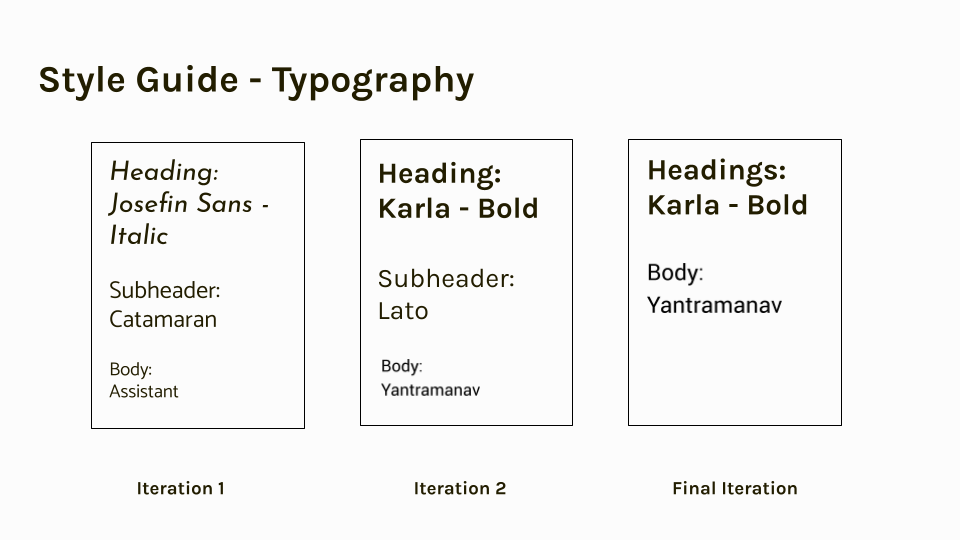 Style Guide - Typography
Heading:
Josefin Sans -
Italic
Subheader:
Catamaran
Body:
Assistant
Iteration 1
Heading:
Karla - Bold
Subheader:
Lato
Body:
Yantramanav
Iteration 2
Headings:
Karla - Bold
Body:
Yantramanav
Final Iteration